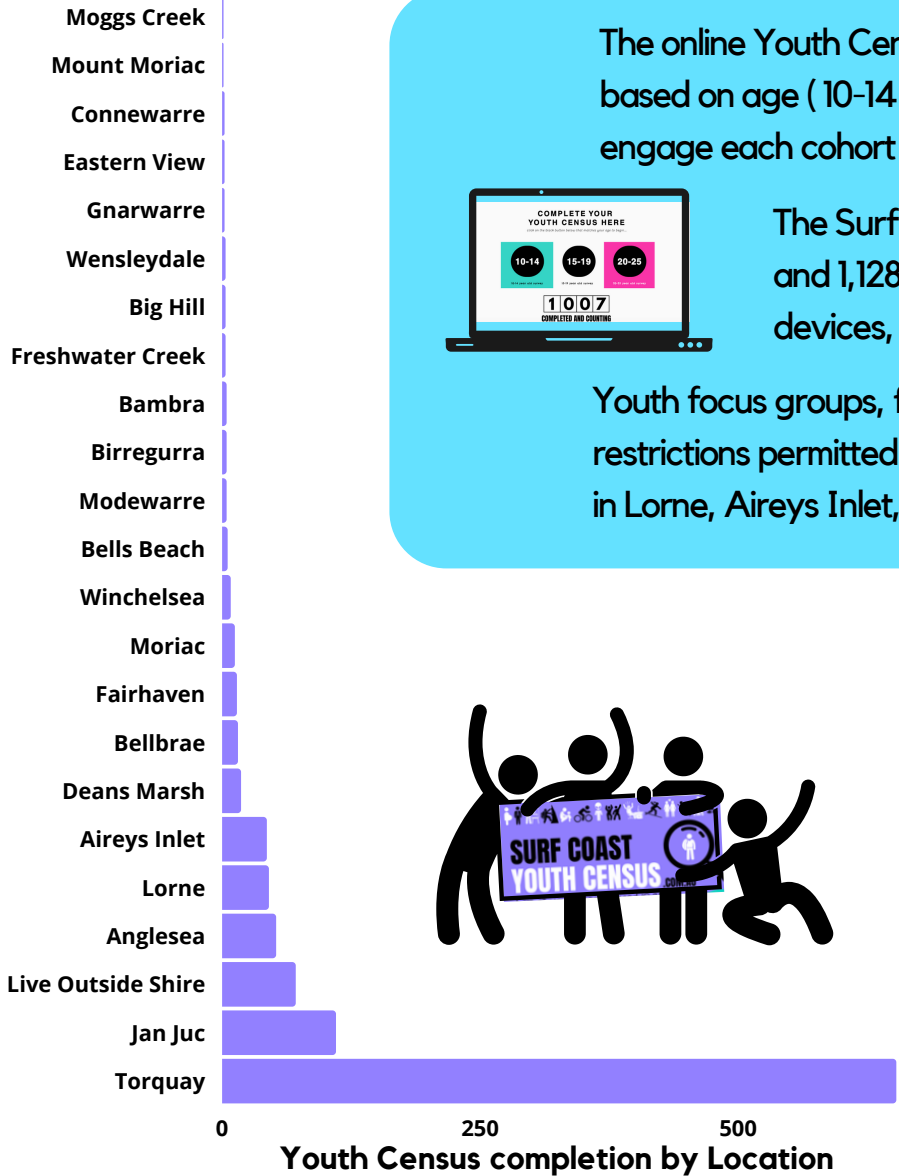 Moggs Creek
Mount Moriac
Connewarre
Eastern View
Gnarwarre
Wensleydale
Big Hill
Freshwater Creek
Bambra
Birregurra
Modewarre
Bells Beach
Winchelsea
Moriac
Fairhaven
Bellbrae
Deans Marsh
Aireys Inlet
Lorne
Anglesea
Live Outside Shire
Jan Juc
Torquay
0 250 500
Youth Census completion by Location
The online Youth Cen
based on age ( 10-14
engage each cohort
COMPLETE YOUR
YOUTH CENSUS HERE
10-14 15-19 20-25
1007
COMPLETED AND COUNTING
The Surf
and 1,128
devices,
Youth focus groups, f
restrictions permitted
in Lorne, Aireys Inlet,
SURF COAST
YOUTH CENSUS .COM.AU